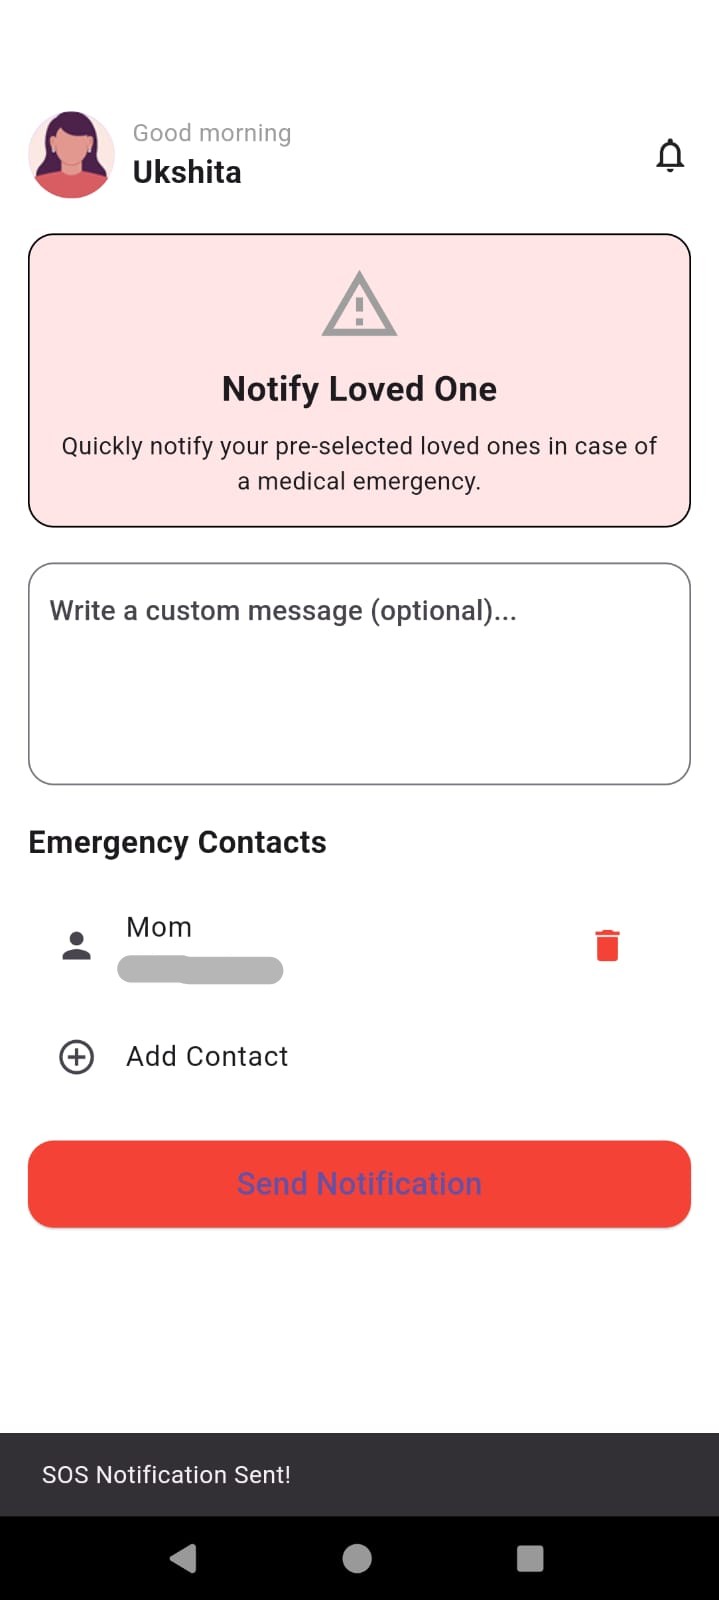 Good morning
Ukshita
Notify Loved One
Quickly notify your pre-selected loved ones in case of
a medical emergency.
Write a custom message (optional)...
Emergency Contacts
Mom
Add Contact
Send Notification
SOS Notification Sent!